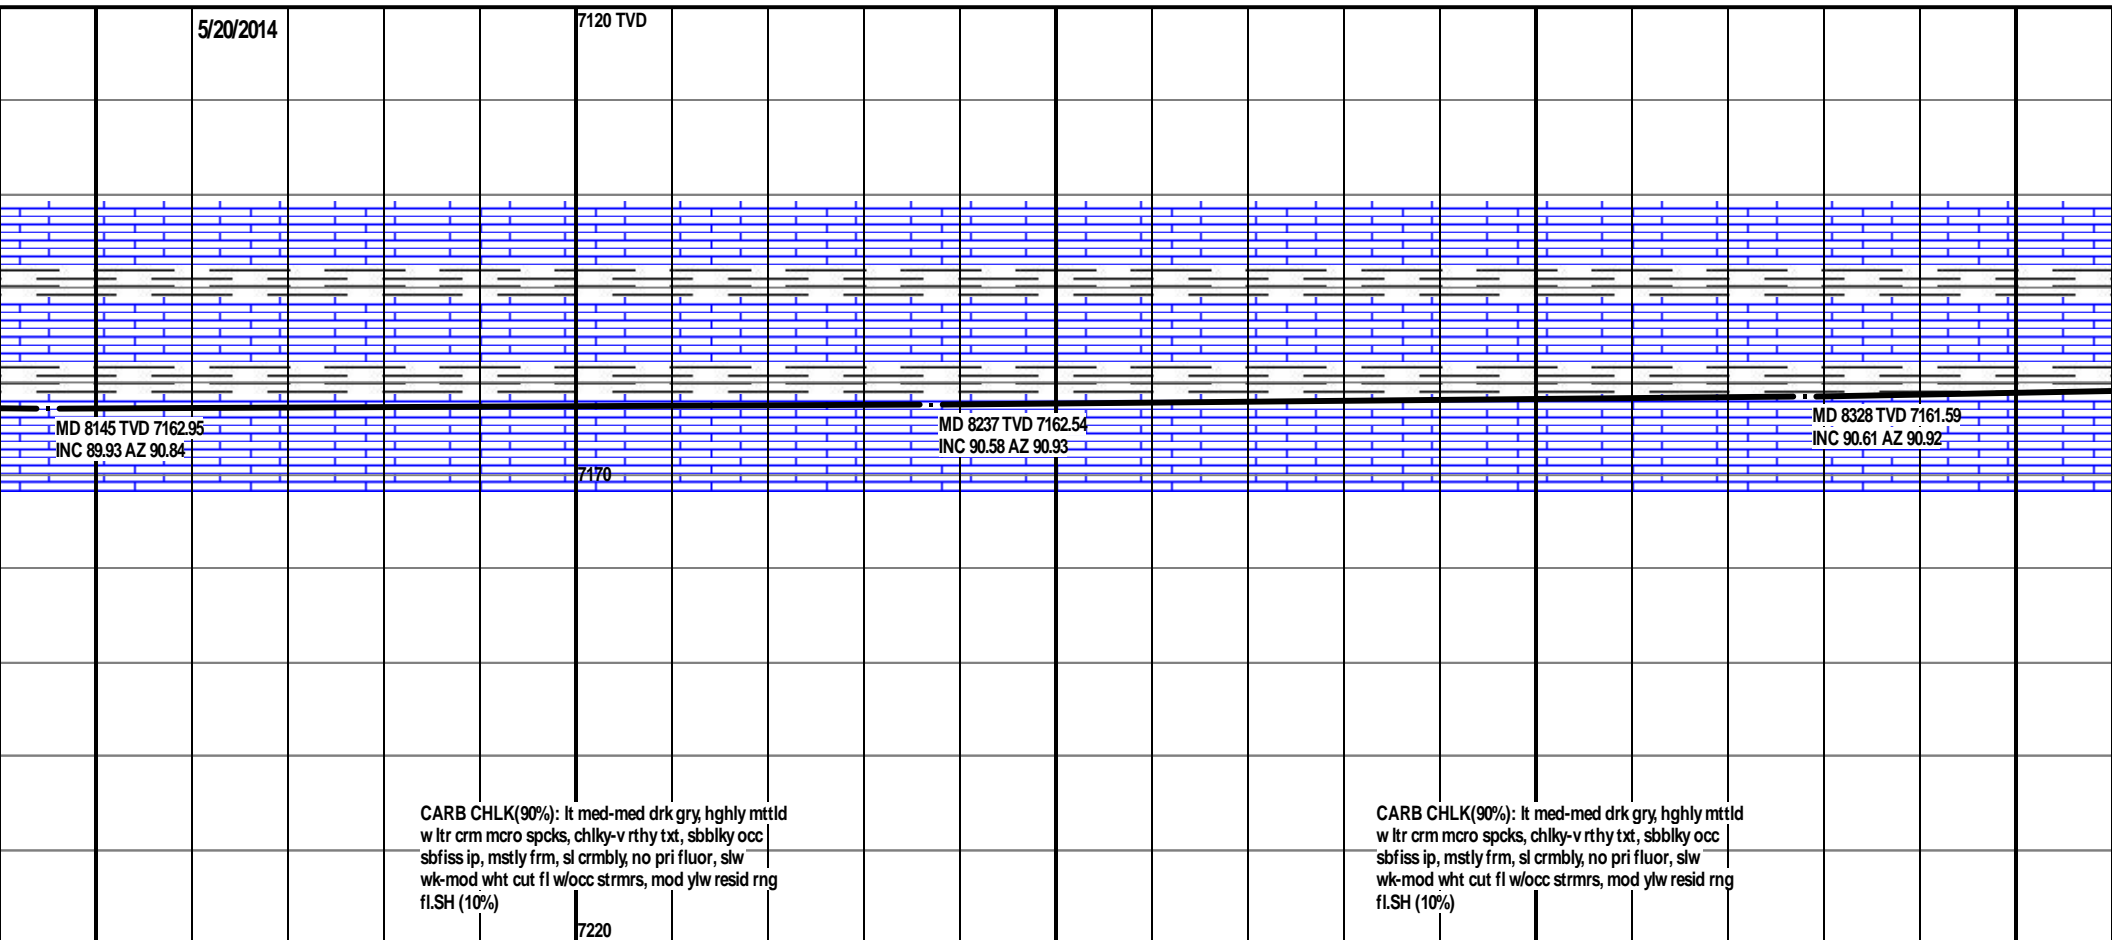 5/20/2014
7120 TVD
MD 8145 TVD 7162.95
INC 89.93 AZ 90.84
MD 8237 TVD 7162.54
INC 90.58 AZ 90.93
MD 8328 TVD 7161.59
INC 90.61 AZ 90.92
7170
CARB CHLK(90%): lt med-med drk gry, hghly mttld
w ltr crm mcro spcks, chlky-v rthy txt, sbblky occ
sbfiss ip, mstly frm, sl crmbly, no pri fluor, slw
wk-mod wht cut fl w/occ strmrs, mod ylw resid rng
fl.SH (10%)
CARB CHLK(90%): lt med-med drk gry, hghly mttld
w ltr crm mcro spcks, chlky-v rthy txt, sbblky occ
sbfiss ip, mstly frm, sl crmbly, no pri fluor, slw
wk-mod wht cut fl w/occ strmrs, mod ylw resid rng
fl.SH (10%)
7220